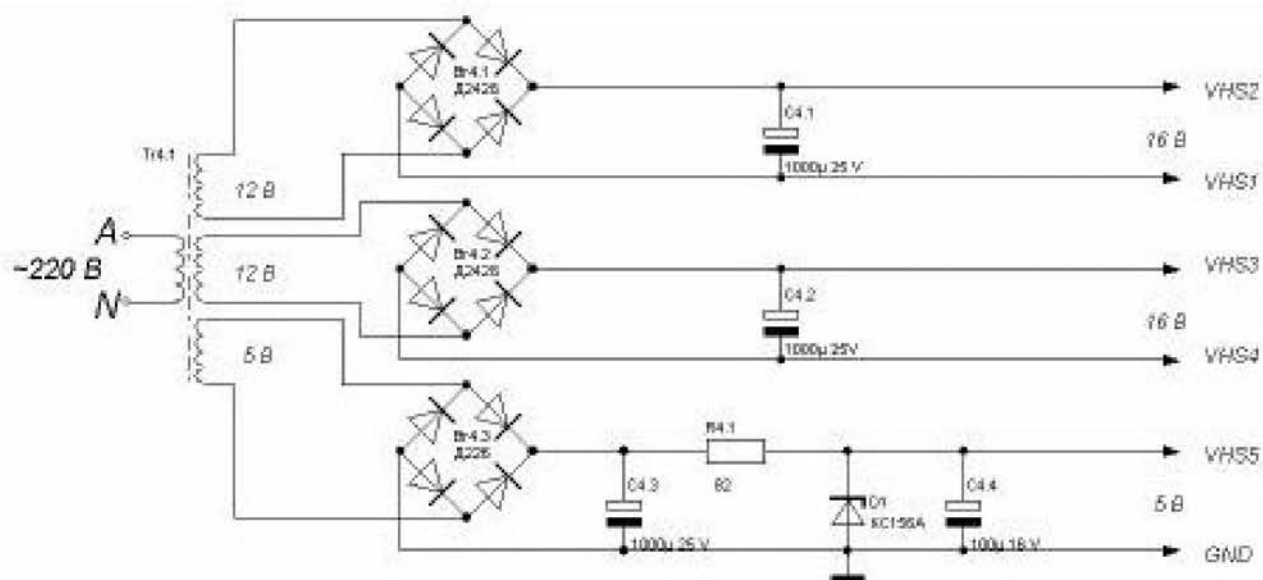 Br4.1
Д242Б
VHS2
C4.1
16 В
Tr4.1
1000µ 25 V
VHS1
12 В
A
~220 В
N
12 В
Br4.2
Д242Б
VHS3
C4.2
16 В
1000µ 25V
VHS4
5 В
Br4.3
Д226
R4.1
82
VHS5
C4.3
D1
КС156А
C4.4
5 В
1000µ 25 V
100µ 16 V
GND